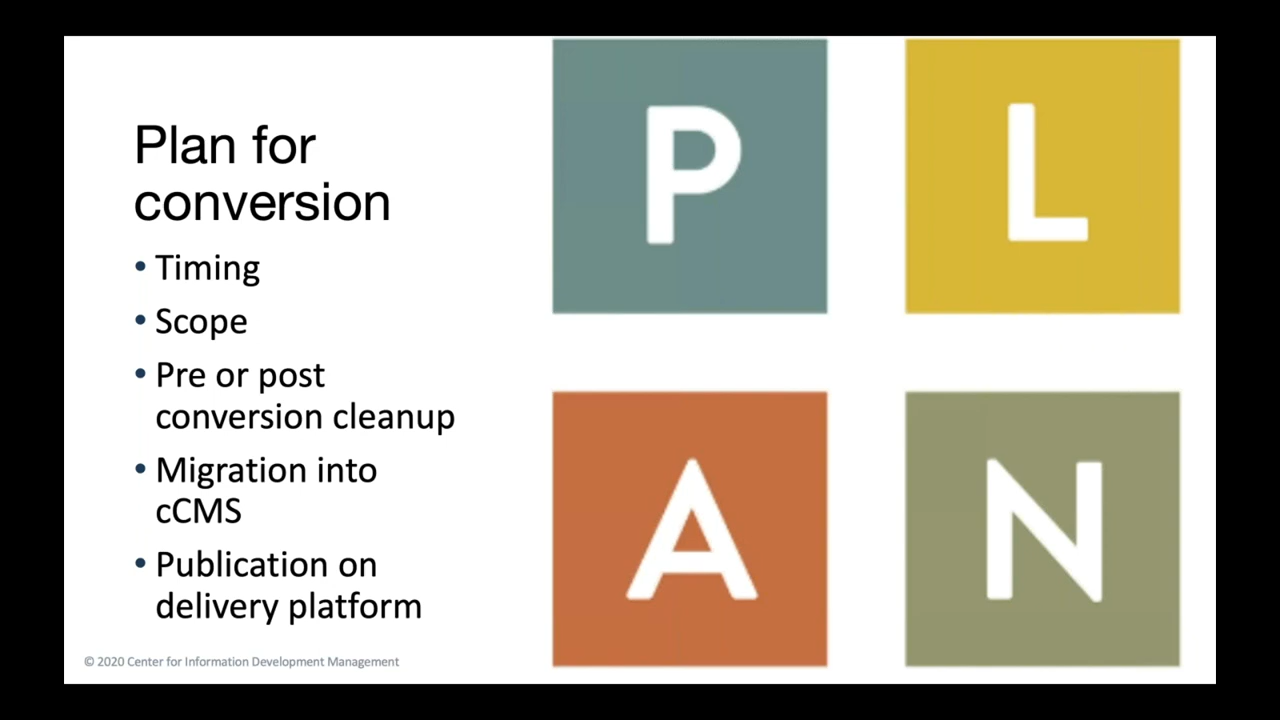 Plan for
conversion
• Timing
• Scope
• Pre or post
conversion cleanup
• Migration into
cCMS
• Publication on
delivery platform
© 2020 Center for Information Development Management
P L
A N